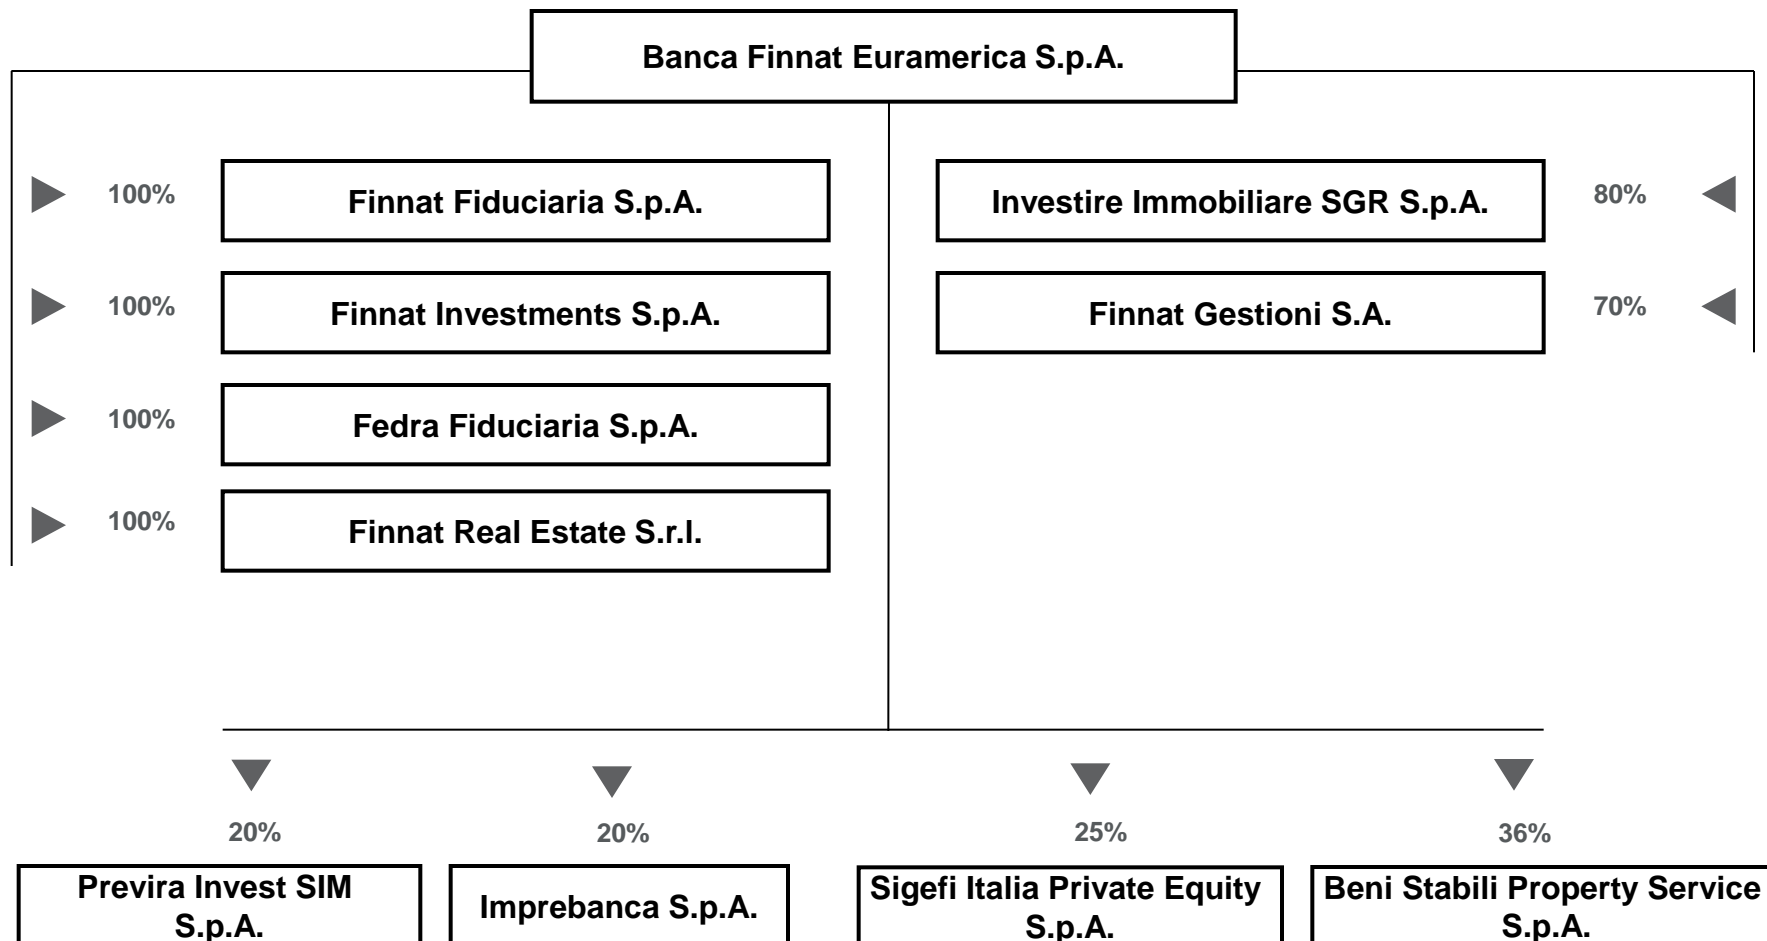 Banca Finnat Euramerica S.p.A.
100%
Finnat Fiduciaria S.p.A.
Investire Immobiliare SGR S.p.A.
80%
100%
Finnat Investments S.p.A.
Finnat Gestioni S.A.
70%
100%
Fedra Fiduciaria S.p.A.
100%
Finnat Real Estate S.r.l.
20%
20%
25%
36%
Previra Invest SIM
S.p.A.
Imprebanca S.p.A.
Sigefi Italia Private Equity
S.p.A.
Beni Stabili Property Service
S.p.A.